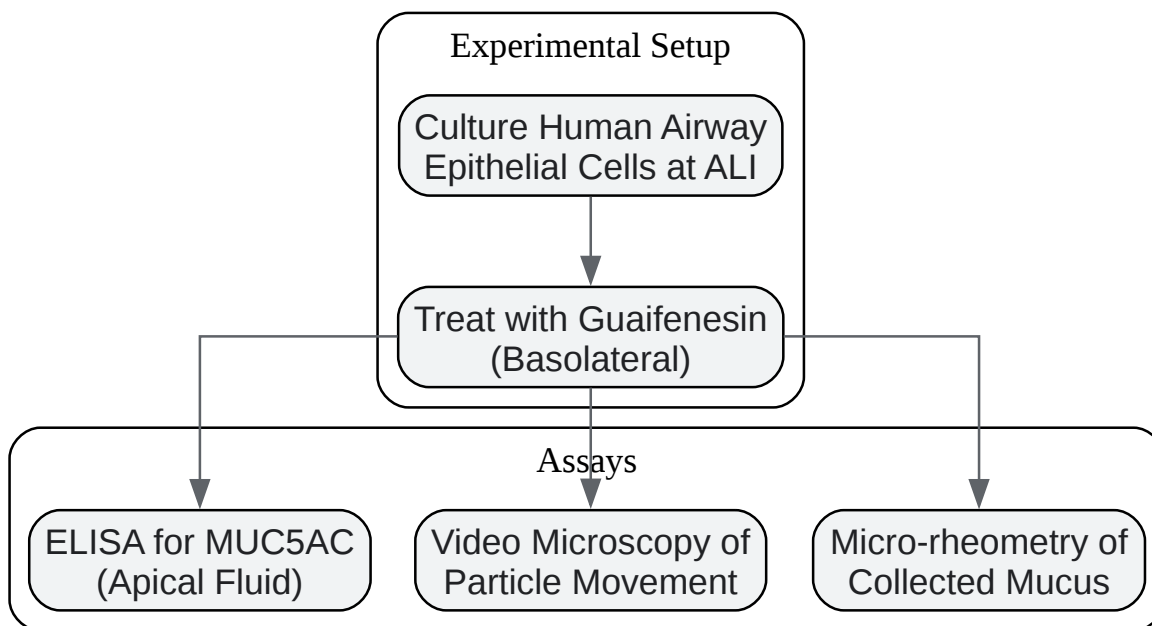 Experimental Setup
Culture Human Airway
Epithelial Cells at ALI
Treat with Guaifenesin
(Basolateral)
Assays
ELISA for MUC5AC
(Apical Fluid)
Video Microscopy of
Particle Movement
Micro-rheometry of
Collected Mucus